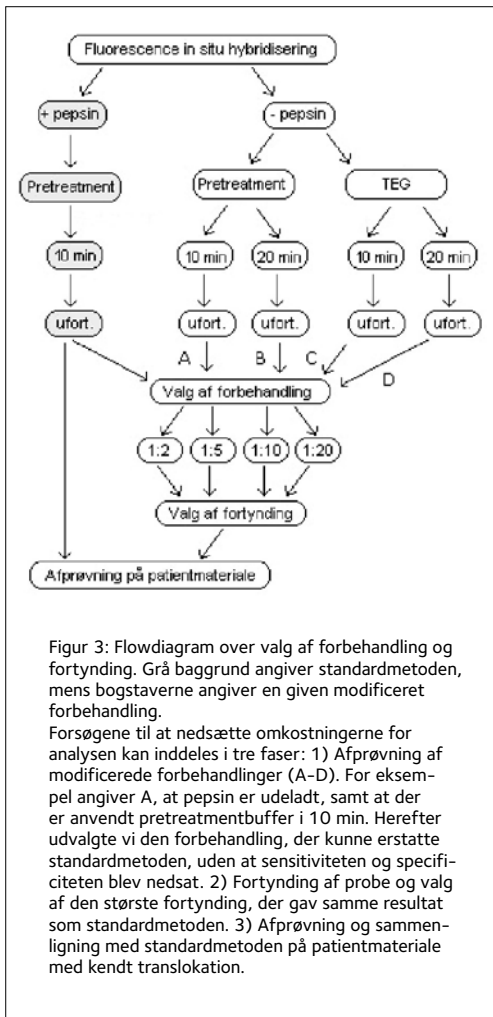 Fluorescence in situ hybridisering
+ pepsin
- pepsin
Pretreatment
Pretreatment
TEG
10 min
10 min
20 min
10 min
20 min
ufort.
ufort.
ufort.
ufort.
ufort.
A
B
C
D
Valg af forbehandling
1:2
1:5
1:10
1:20
Valg af fortynding
Afprøvning på patientmateriale
Figur 3: Flowdiagram over valg af forbehandling og
fortynding. Grå baggrund angiver standardmetoden,
mens bogstaverne angiver en given modificeret
forbehandling.
Forsøgene til at nedsætte omkostningerne for
analysen kan inddeles i tre faser: 1) Afprøvning af
modificerede forbehandlinger (A-D). For eksem-
pel angiver A, at pepsin er udeladt, samt at der
er anvendt pretreatmentbuffer i 10 min. Herefter
udvalgte vi den forbehandling, der kunne erstatte
standardmetoden, uden at sensitiviteten og specifi-
citeten blev nedsat. 2) Fortynding af probe og valg
af den største fortynding, der gav samme resultat
som standardmetoden. 3) Afprøvning og sammen-
ligning med standardmetoden på patientmateriale
med kendt translokation.